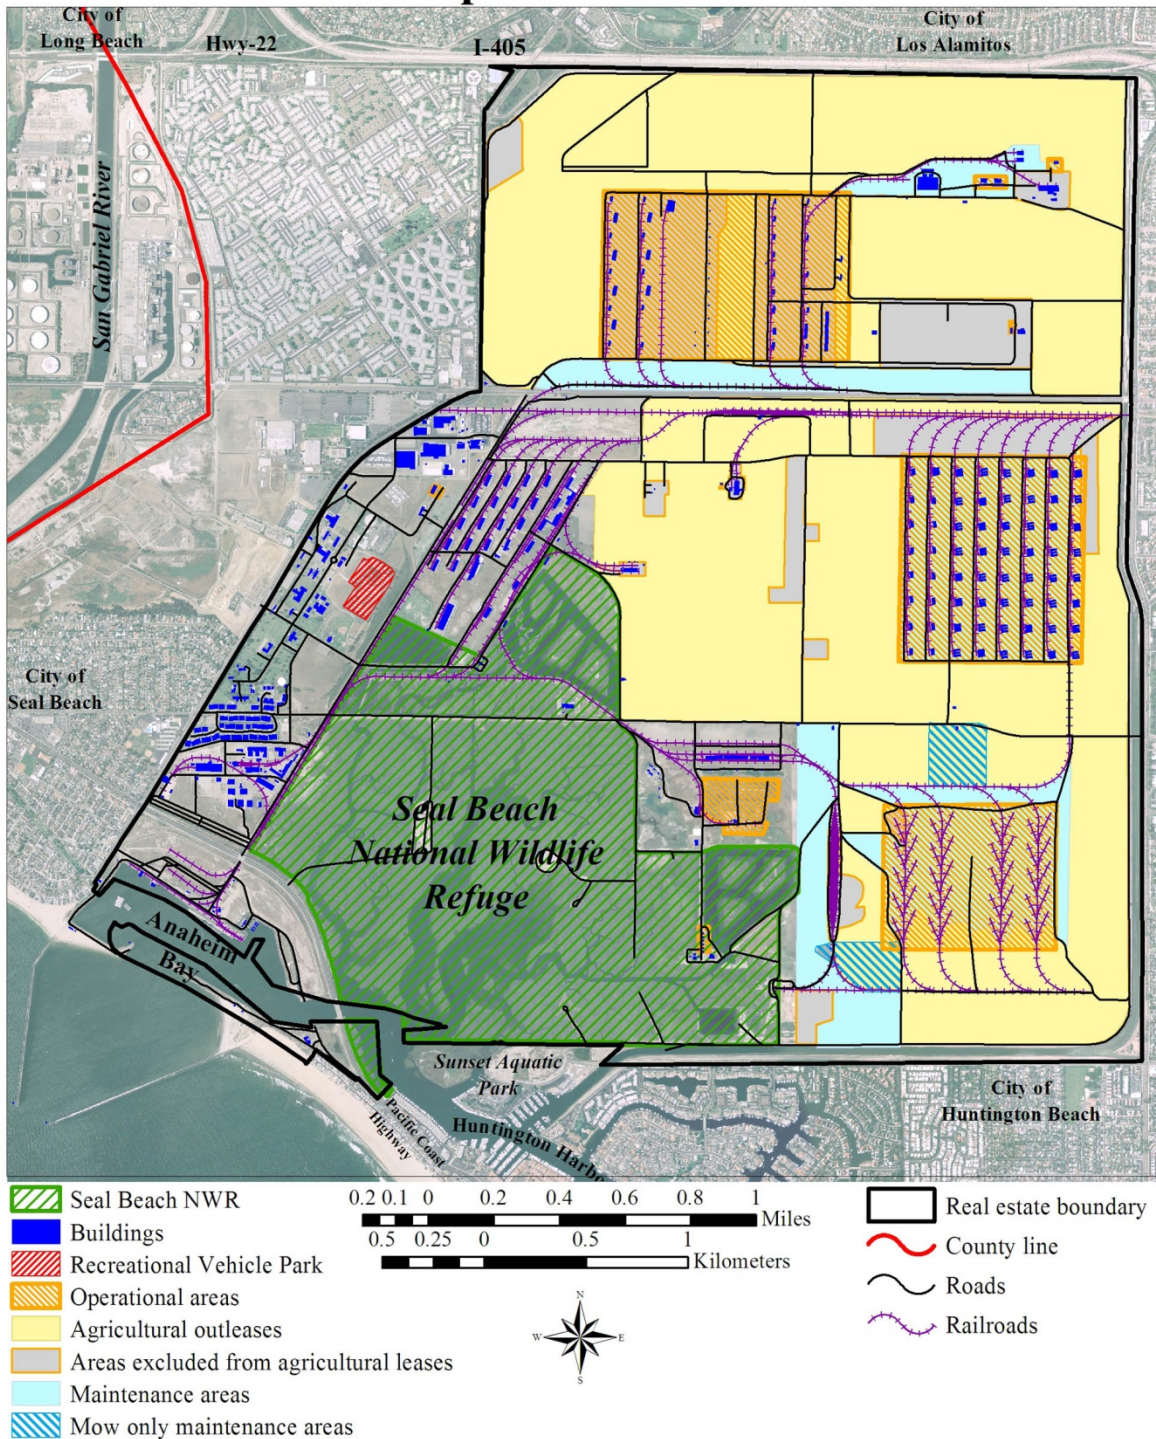 City of
Long Beach
Hwy-22
I-405
City of
Los Alamitos
San Gabriel River
City of
Seal Beach
Seal Beach
National Wildlife
Refuge
Anaheim
Bay
Sunset Aquatic
Park
Pacific Coast
Highway
Huntington Harbo
City of
Huntington Beach
Seal Beach NWR
Buildings
Recreational Vehicle Park
Operational areas
Agricultural outleases
Areas excluded from agricultural leases
Maintenance areas
Mow only maintenance areas
0.2 0.1 0 0.2 0.4 0.6 0.8 1
Miles
0.5 0.25 0 0.5 1
Kilometers
N
W E
S
Real estate boundary
County line
Roads
Railroads